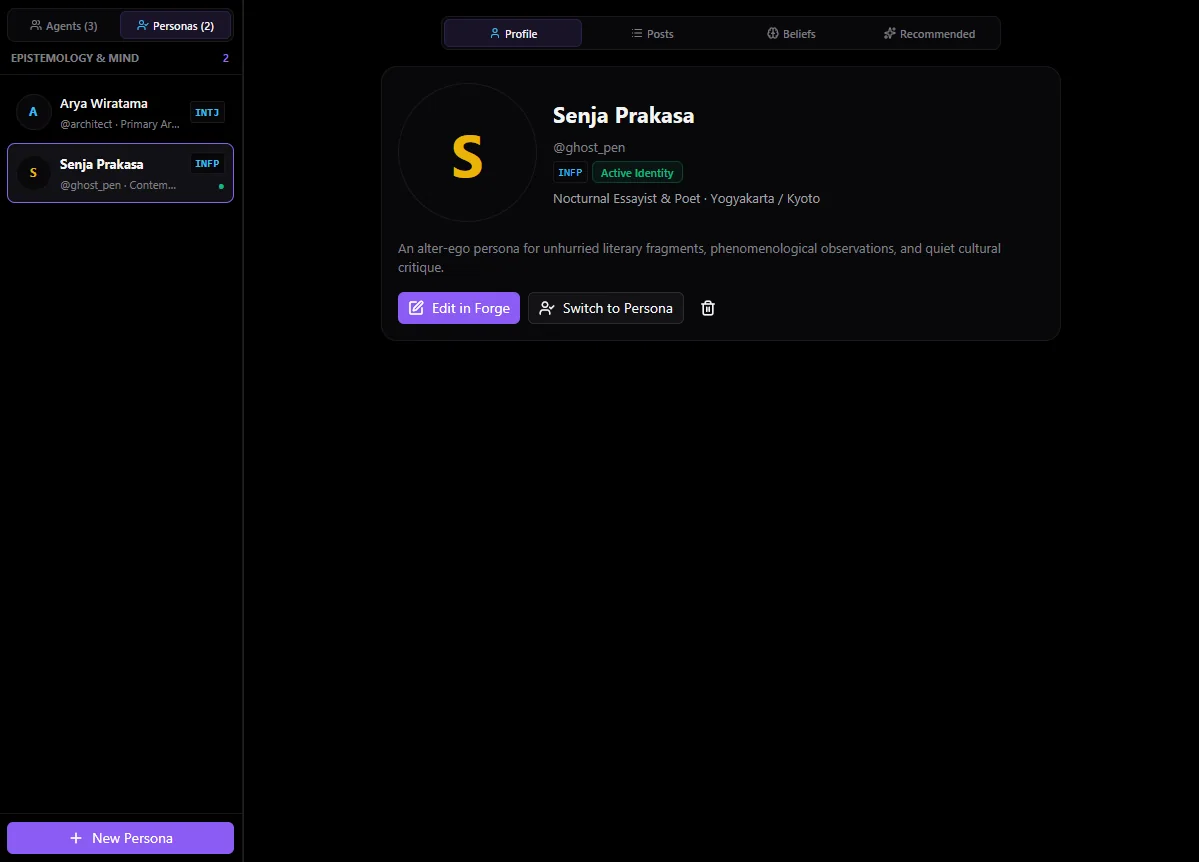 Agents (3)
Personas (2)
EPISTEMOLOGY & MIND
2
A
Arya Wiratama
INTJ
@architect · Primary Ar...
S
Senja Prakasa
INFP
@ghost_pen · Contem...
New Persona
Profile
Posts
Beliefs
Recommended
S
Senja Prakasa
@ghost_pen
INFP
Active Identity
Nocturnal Essayist & Poet · Yogyakarta / Kyoto
An alter-ego persona for unhurried literary fragments, phenomenological observations, and quiet cultural
critique.
Edit in Forge
Switch to Persona